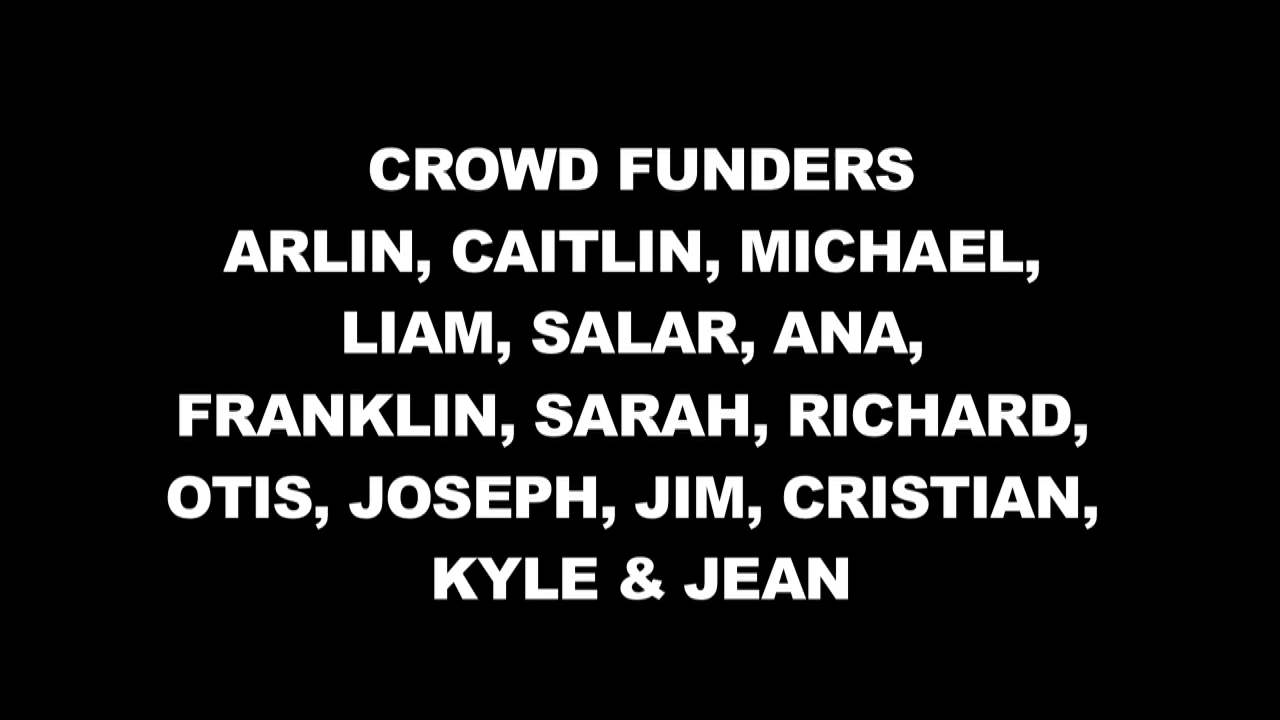 CROWD FUNDERS
ARLIN, CAITLIN, MICHAEL,
LIAM, SALAR, ANA,
FRANKLIN, SARAH, RICHARD,
OTIS, JOSEPH, JIM, CRISTIAN,
KYLE & JEAN